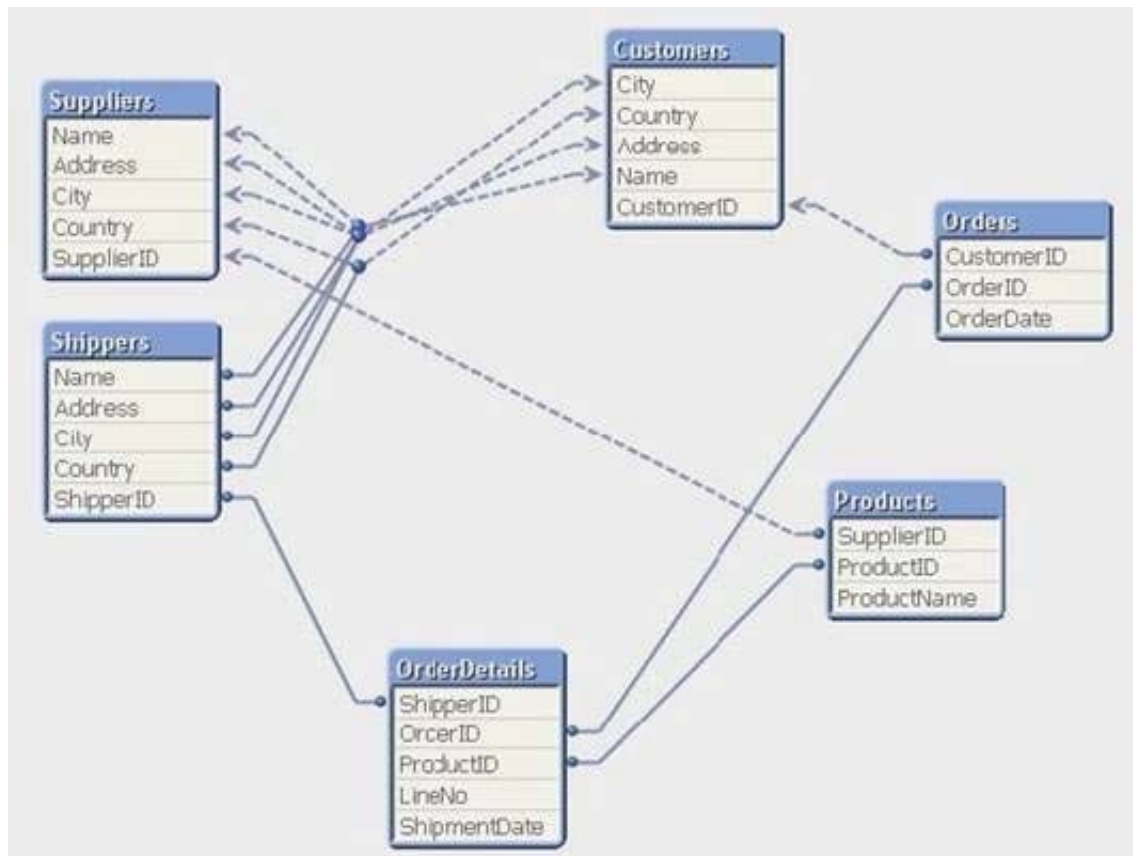 Customers
City
Country
Address
Name
CustomerID
Suppliers
Name
Address
City
Country
SupplierID
Orders
CustomerID
OrderID
OrderDate
Shippers
Name
Address
City
Country
ShipperID
Products
SupplierID
ProductID
ProductName
OrderDetails
ShipperID
OrcerID
ProductID
LineNo
ShipmentDate